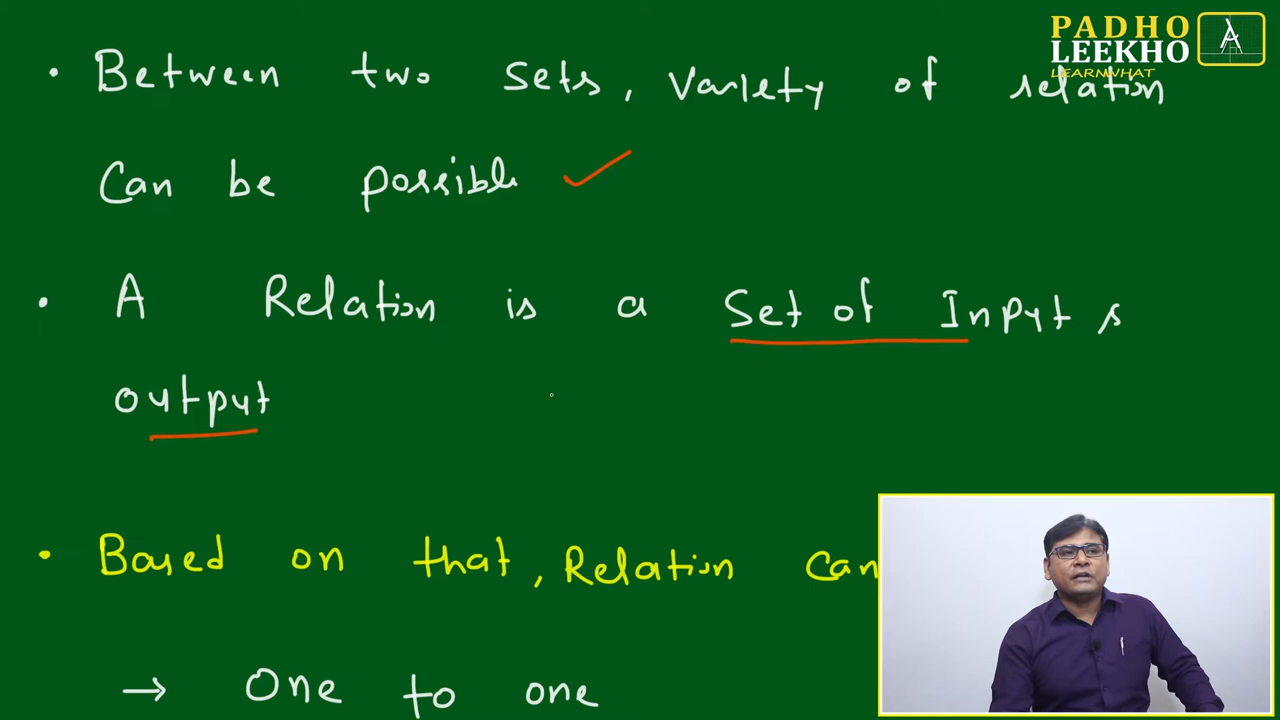 PADHO
LEEKHO
LEARNWHAT
• Between two sets, variety of relation
Can be possible ✓
• A Relation is a Set of Input s
output
• Based on that, Relation can
→ One to one